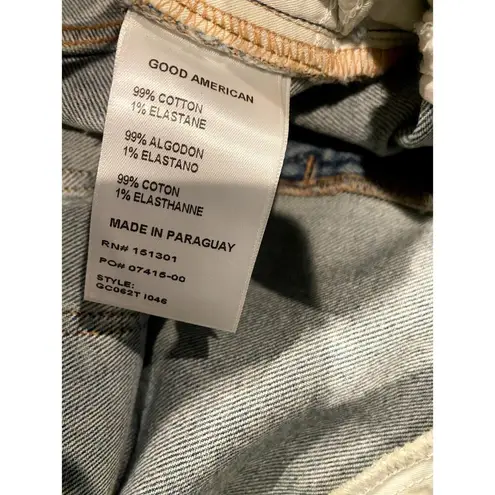 GOOD AMERICAN
99% COTTON
1% ELASTANE
99% ALGODON
1% ELASTANO
99% COTON
1% ELASTHANNE
MADE IN PARAGUAY
RN# 151301
PO# 07415-00
STYLE:
GC062T I046